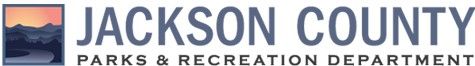 JACKSON COUNTY
PARKS & RECREATION DEPARTMENT